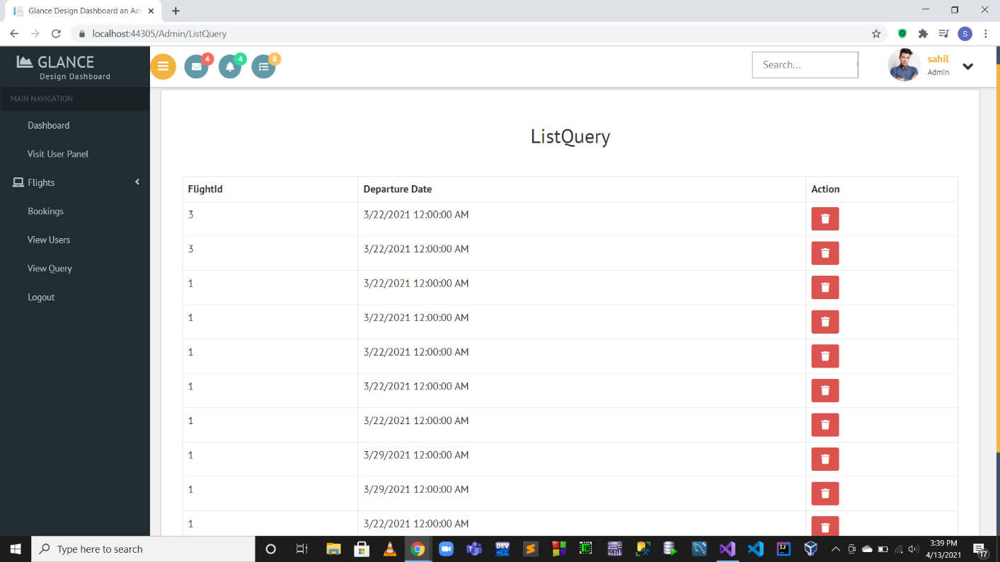 Glance Design Dashboard an Ad
localhost:44305/Admin/ListQuery
S
GLANCE
Design Dashboard
4
4
8
Search...
sahil
Admin
MAIN NAVIGATION
Dashboard
Visit User Panel
Flights
Bookings
View Users
View Query
Logout
ListQuery
FlightId Departure Date Action
3 3/22/2021 12:00:00 AM
3 3/22/2021 12:00:00 AM
1 3/22/2021 12:00:00 AM
1 3/22/2021 12:00:00 AM
1 3/22/2021 12:00:00 AM
1 3/22/2021 12:00:00 AM
1 3/22/2021 12:00:00 AM
1 3/29/2021 12:00:00 AM
1 3/29/2021 12:00:00 AM
1 3/22/2021 12:00:00 AM
Type here to search
DEV
IJ
3:39 PM
4/13/2021
17